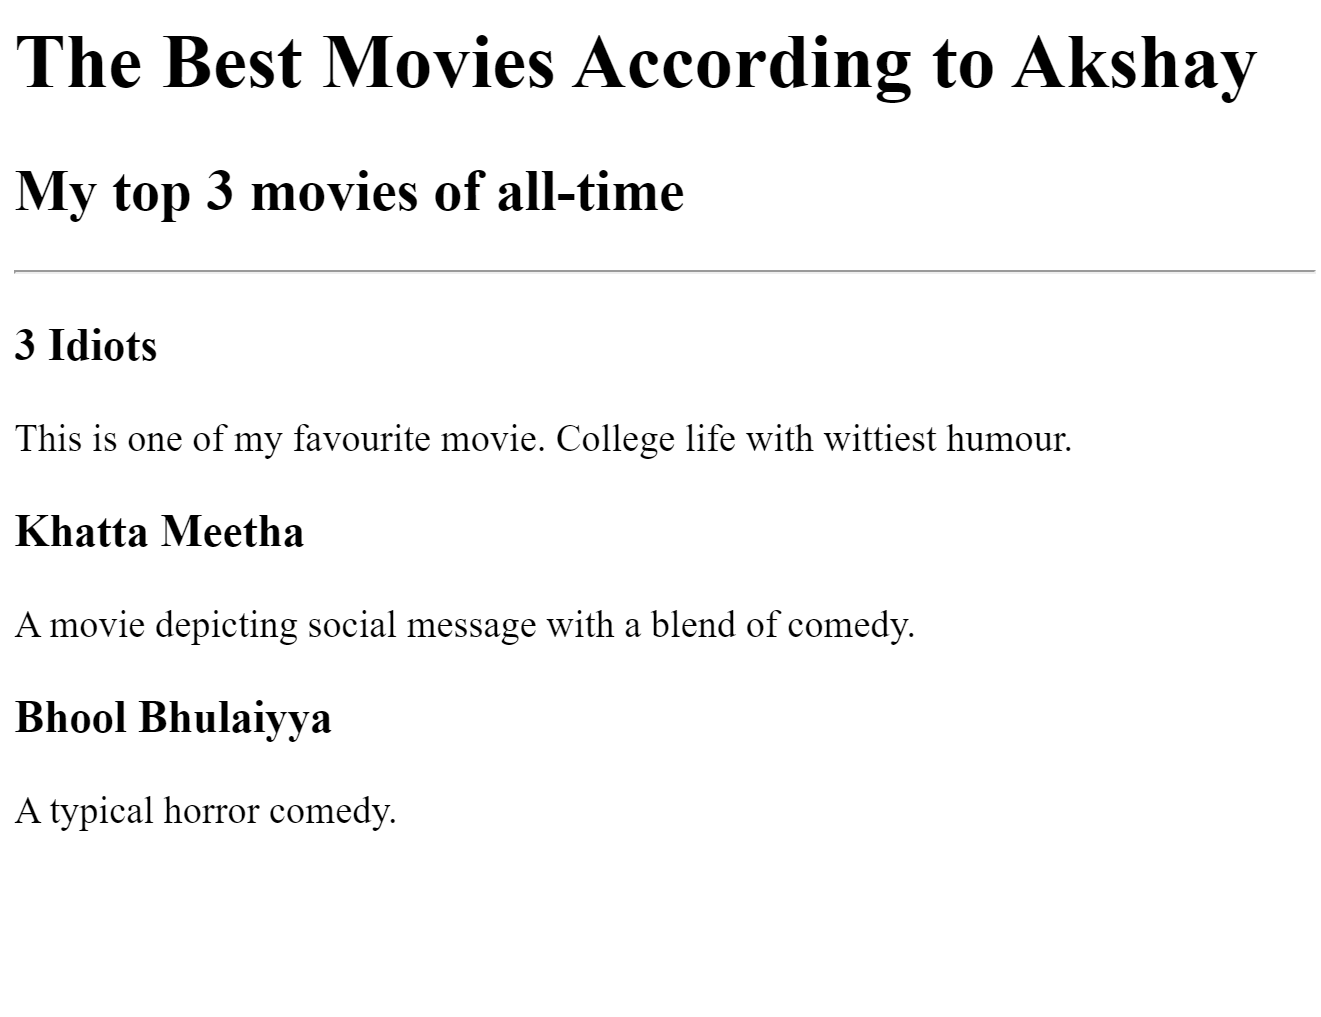 The Best Movies According to Akshay
My top 3 movies of all-time
3 Idiots
This is one of my favourite movie. College life with wittiest humour.
Khatta Meetha
A movie depicting social message with a blend of comedy.
Bhool Bhulaiyya
A typical horror comedy.